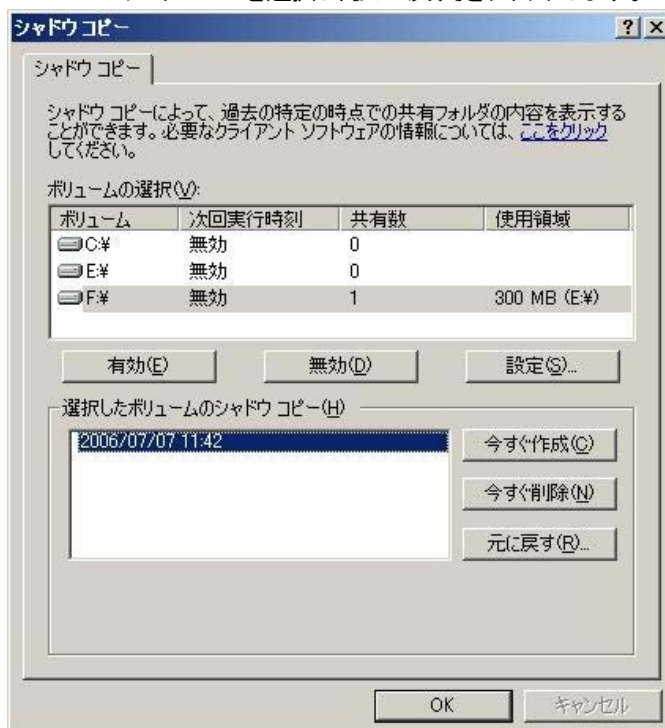 シャドウ コピー
シャドウ コピー
シャドウ コピーによって、過去の特定の時点での共有フォルダの内容を表示する
ことができます。必要なクライアント ソフトウェアの情報については、ここをクリック
してください。
ボリュームの選択(V):
ボリューム 次回実行時刻 共有数 使用領域
C:¥ 無効 0
E:¥ 無効 0
F:¥ 無効 1 300 MB (E:¥)
有効(E) 無効(D) 設定(S)...
選択したボリュームのシャドウ コピー(H)
2006/07/07 11:42
今すぐ作成(C)
今すぐ削除(N)
元に戻す(R)...
OK キャンセル